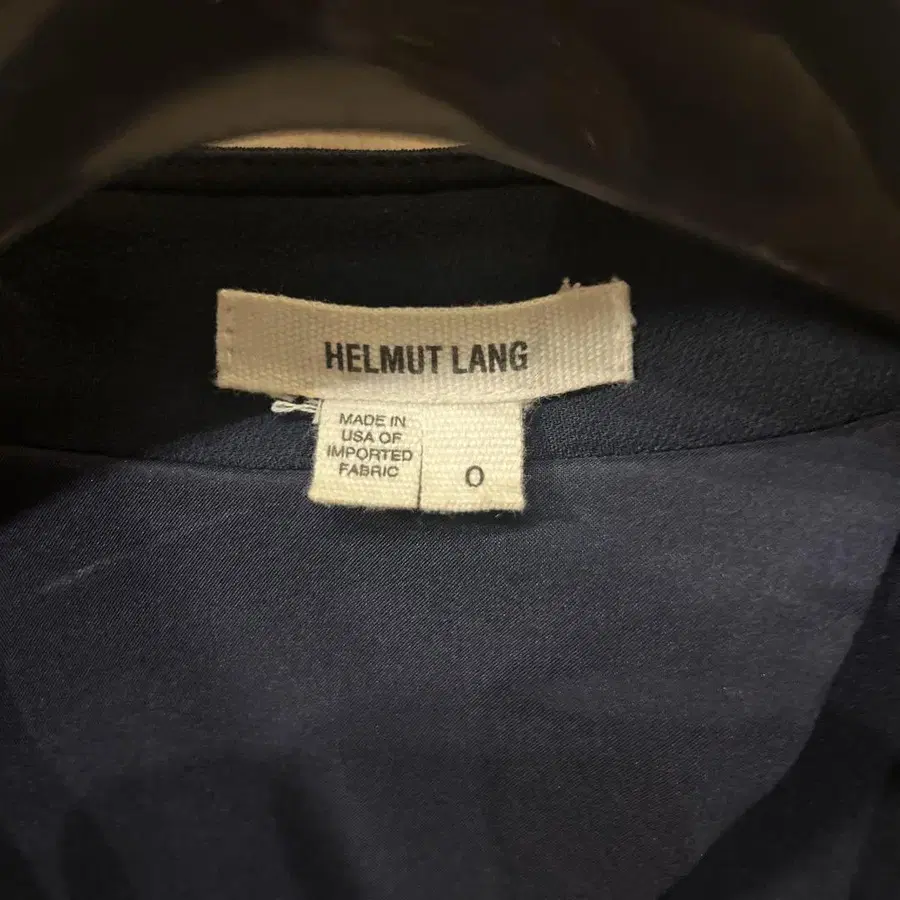 HELMUT LANG
MADE IN
USA OF
IMPORTED
FABRIC
0